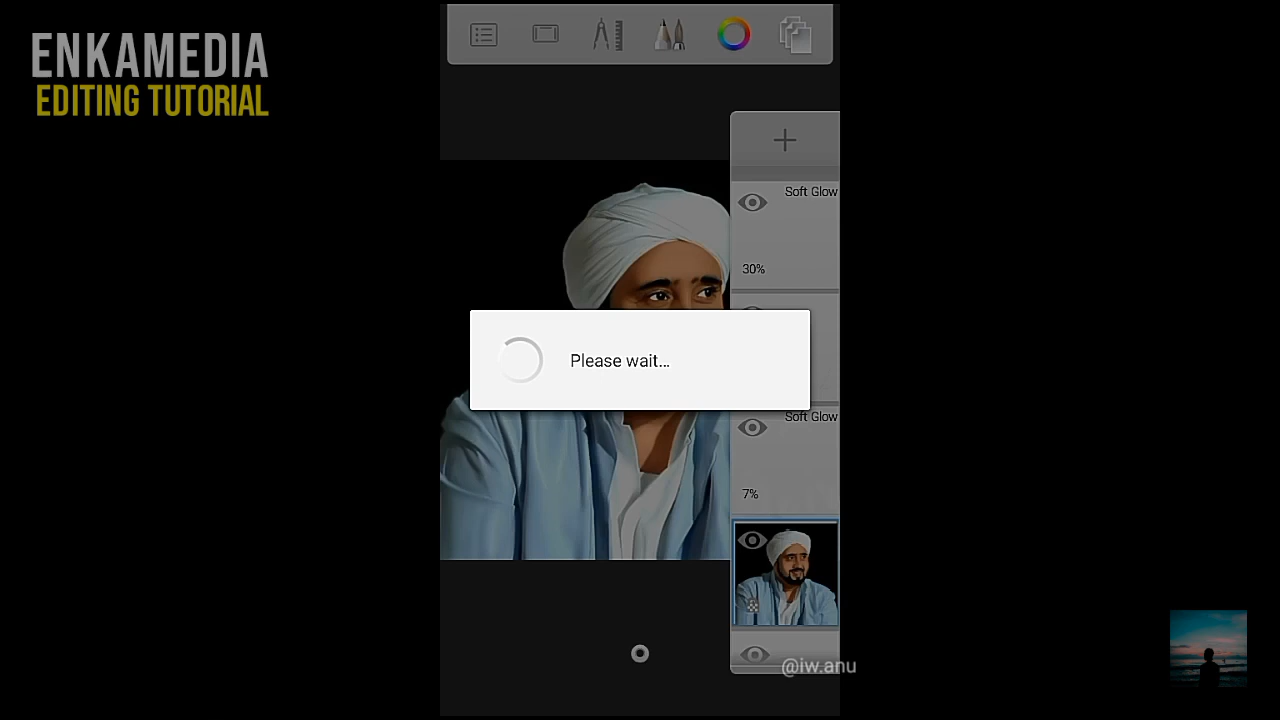 ENKAMEDIA
EDITING TUTORIAL
Soft Glow
30%
Please wait...
Soft Glow
7%
@iw.anu